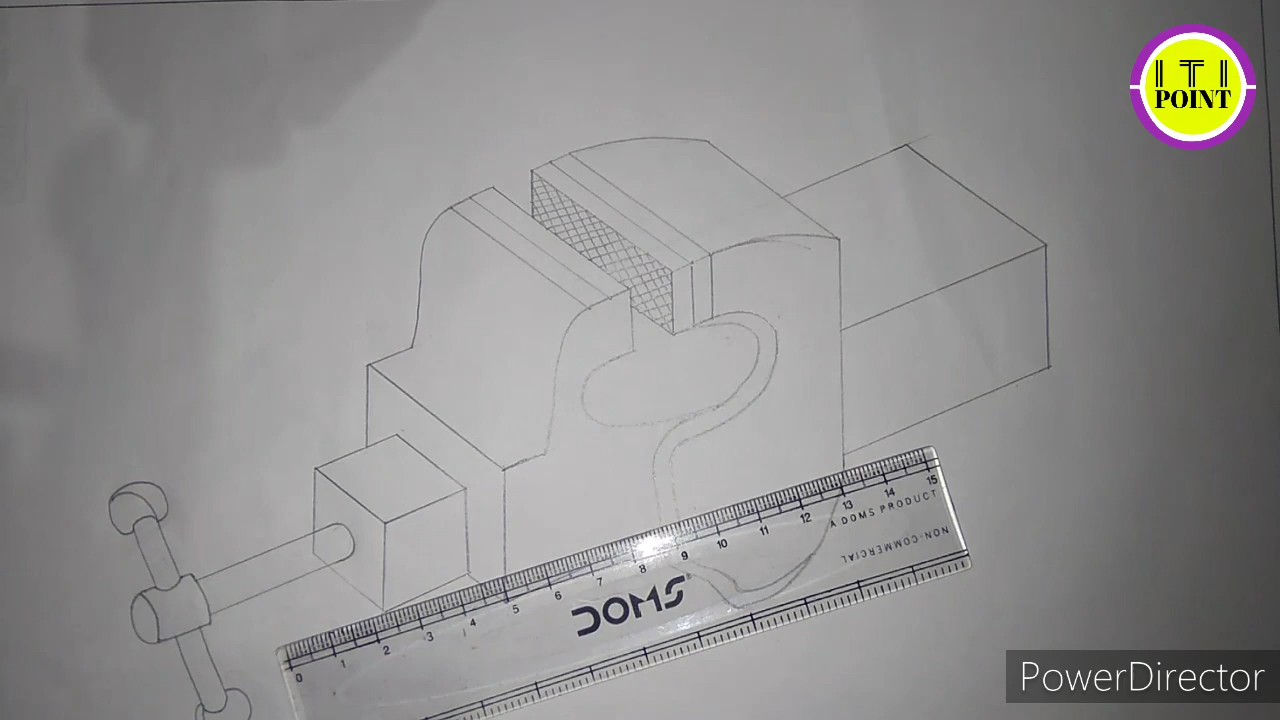 ITI
POINT
0 1 2 3 4 5 6 7 8 9 10 11 12 13 14 15
A DOMS PRODUCT
NON-COMMERCIAL
DOMS
PowerDirector